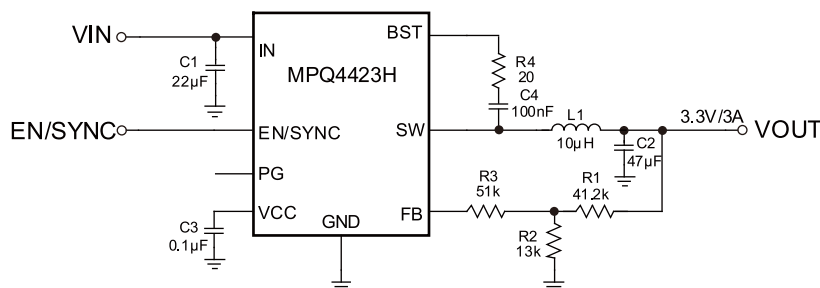 VIN
C1
22µF
IN
BST
MPQ4423H
R4
20
C4
100nF
EN/SYNC
EN/SYNC
SW
L1
10µH
3.3V/3A
VOUT
C2
47µF
PG
R3
51k
R1
41.2k
VCC
FB
GND
C3
0.1µF
R2
13k